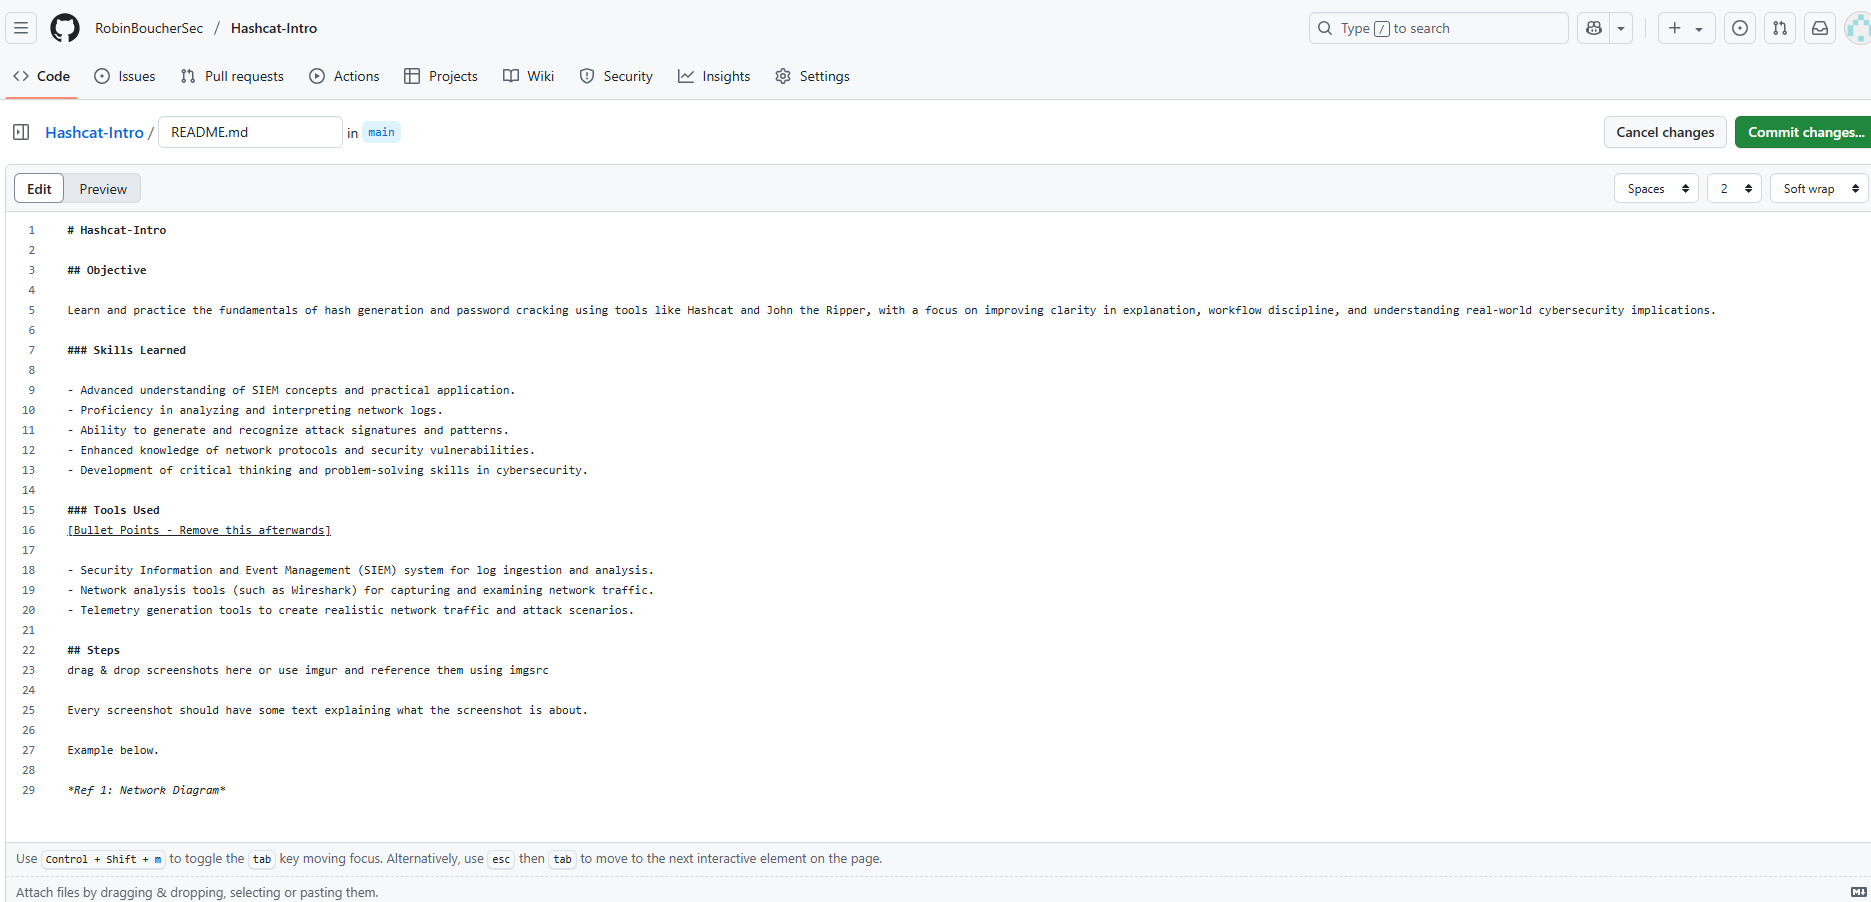 RobinBoucherSec / Hashcat-Intro
Type / to search
Code
Issues
Pull requests
Actions
Projects
Wiki
Security
Insights
Settings
Hashcat-Intro / README.md in main
Cancel changes
Commit changes...
Edit
Preview
Spaces
2
Soft wrap
1 # Hashcat-Intro
2
3 ## Objective
4
5 Learn and practice the fundamentals of hash generation and password cracking using tools like Hashcat and John the Ripper, with a focus on improving clarity in explanation, workflow discipline, and understanding real-world cybersecurity implications.
6
7 ### Skills Learned
8
9 - Advanced understanding of SIEM concepts and practical application.
10 - Proficiency in analyzing and interpreting network logs.
11 - Ability to generate and recognize attack signatures and patterns.
12 - Enhanced knowledge of network protocols and security vulnerabilities.
13 - Development of critical thinking and problem-solving skills in cybersecurity.
14
15 ### Tools Used
16 [Bullet Points - Remove this afterwards]
17
18 - Security Information and Event Management (SIEM) system for log ingestion and analysis.
19 - Network analysis tools (such as Wireshark) for capturing and examining network traffic.
20 - Telemetry generation tools to create realistic network traffic and attack scenarios.
21
22 ## Steps
23 drag & drop screenshots here or use imgur and reference them using imgsrc
24
25 Every screenshot should have some text explaining what the screenshot is about.
26
27 Example below.
28
29 *Ref 1: Network Diagram*
Use Control + Shift + m to toggle the tab key moving focus. Alternatively, use esc then tab to move to the next interactive element on the page.
Attach files by dragging & dropping, selecting or pasting them.